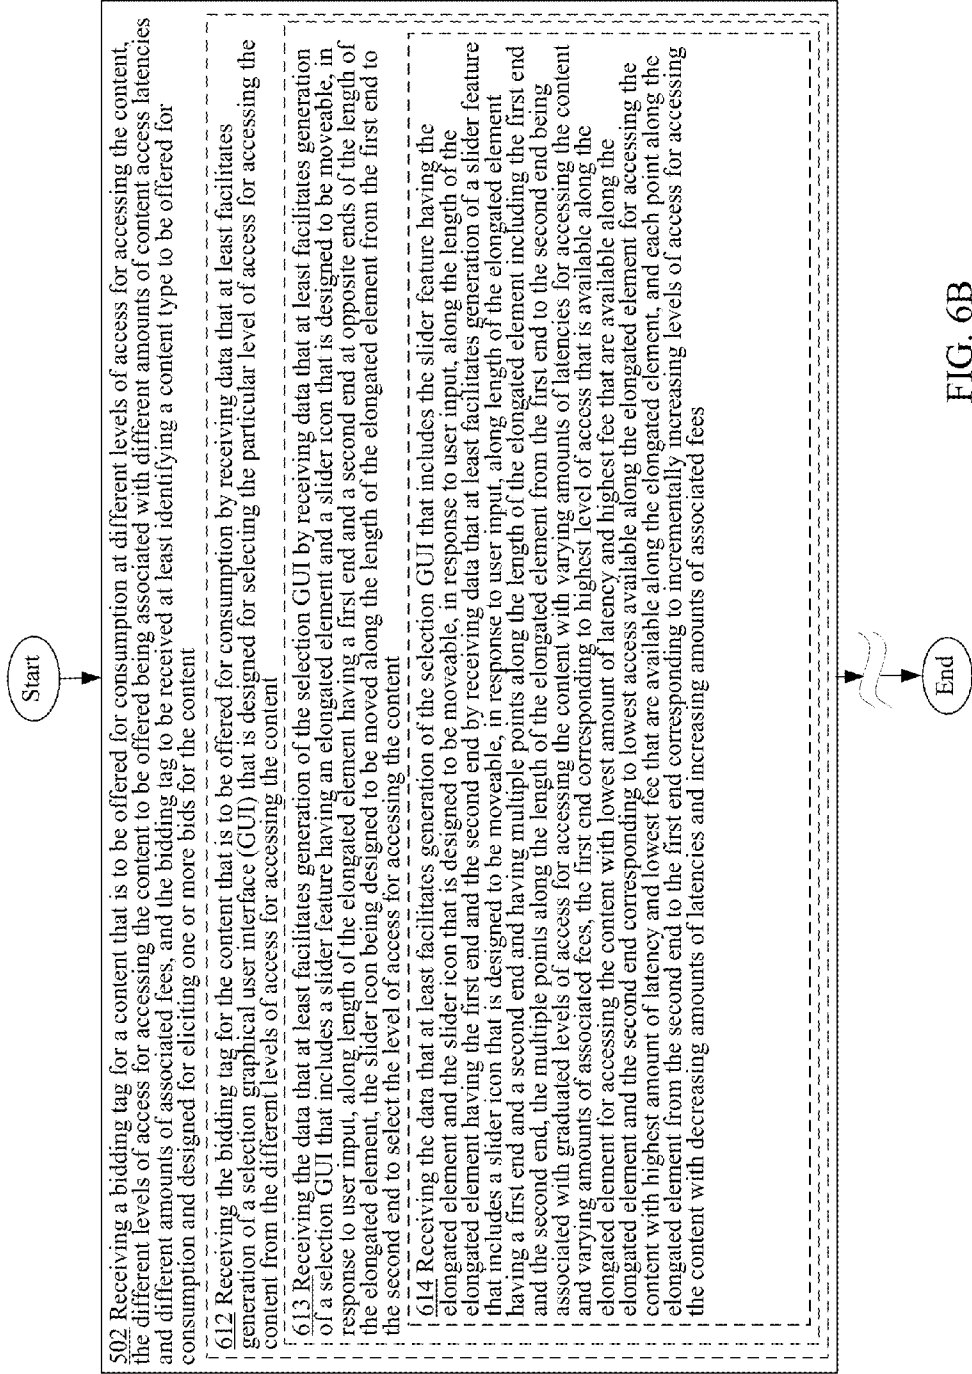 Start
502 Receiving a bidding tag for a content that is to be offered for consumption at different levels of access for accessing the content,
the different levels of access for accessing the content to be offered being associated with different amounts of content access latencies
and different amounts of associated fees, and the bidding tag to be received at least identifying a content type to be offered for
consumption and designed for eliciting one or more bids for the content
612 Receiving the bidding tag for the content that is to be offered for consumption by receiving data that at least facilitates
generation of a selection graphical user interface (GUI) that is designed for selecting the particular level of access for accessing the
content from the different levels of access for accessing the content
613 Receiving the data that at least facilitates generation of the selection GUI by receiving data that at least facilitates generation
of a selection GUI that includes a slider feature having an elongated element and a slider icon that is designed to be moveable, in
response to user input, along length of the elongated element having a first end and a second end at opposite ends of the length of
the elongated element, the slider icon being designed to be moved along the length of the elongated element from the first end to
the second end to select the level of access for accessing the content
614 Receiving the data that at least facilitates generation of the selection GUI that includes the slider feature having the
elongated element and the slider icon that is designed to be moveable, in response to user input, along the length of the
elongated element having the first end and the second end by receiving data that at least facilitates generation of a slider feature
that includes a slider icon that is designed to be moveable, in response to user input, along length of the elongated element
having a first end and a second end and having multiple points along the length of the elongated element including the first end
and the second end, the multiple points along the length of the elongated element from the first end to the second end being
associated with graduated levels of access for accessing the content with varying amounts of latencies for accessing the content
and varying amounts of associated fees, the first end corresponding to highest level of access that is available along the
elongated element for accessing the content with lowest amount of latency and highest fee that are available along the
elongated element and the second end corresponding to lowest access available along the elongated element for accessing the
content with highest amount of latency and lowest fee that are available along the elongated element, and each point along the
elongated element from the second end to the first end corresponding to incrementally increasing levels of access for accessing
the content with decreasing amounts of latencies and increasing amounts of associated fees
End
FIG. 6B